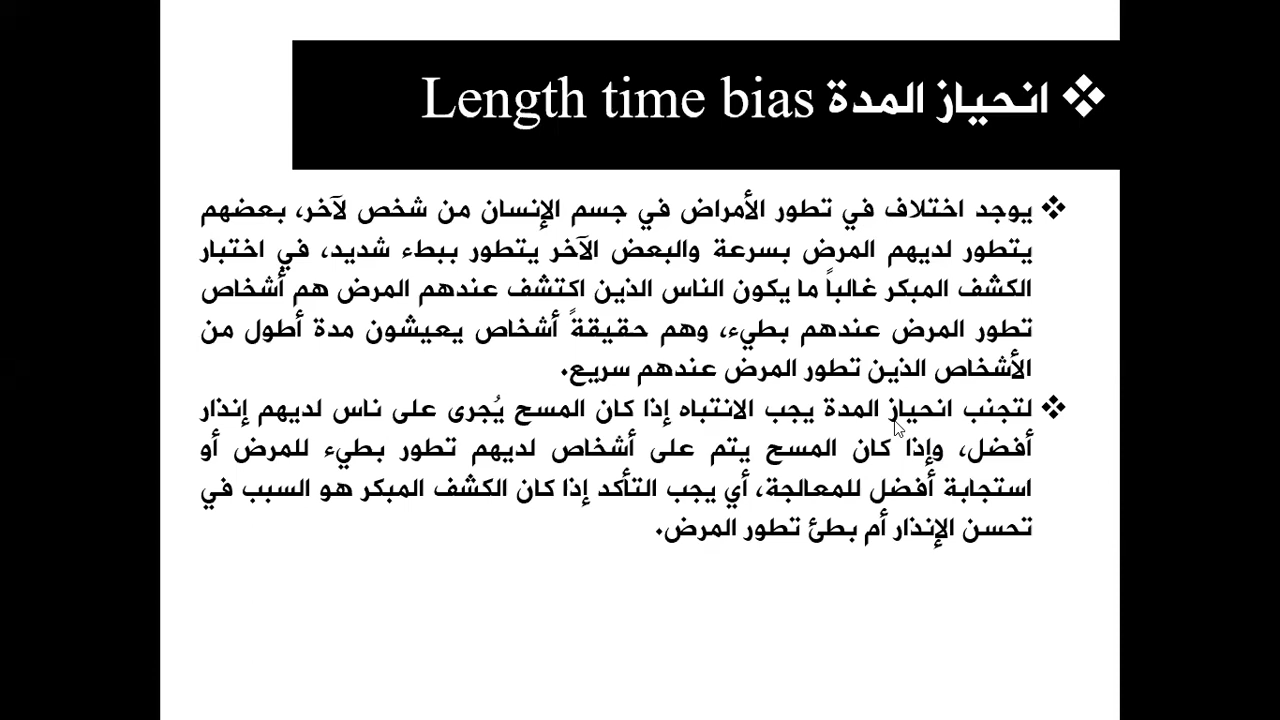 ❖ انحياز المدة Length time bias
❖ يوجد اختلاف في تطور الأمراض في جسم الإنسان من شخص لآخر، بعضهم
يتطور لديهم المرض بسرعة والبعض الآخر يتطور ببطء شديد، في اختبار
الكشف المبكر غالباً ما يكون الناس الذين اكتشف عندهم المرض هم أشخاص
تطور المرض عندهم بطيء، وهم حقيقةً أشخاص يعيشون مدة أطول من
الأشخاص الذين تطور المرض عندهم سريع.
❖ لتجنب انحياز المدة يجب الانتباه إذا كان المسح يُجرى على ناس لديهم إنذار
أفضل، وإذا كان المسح يتم على أشخاص لديهم تطور بطيء للمرض أو
استجابة أفضل للمعالجة، أي يجب التأكد إذا كان الكشف المبكر هو السبب في
تحسن الإنذار أم بطئ تطور المرض.